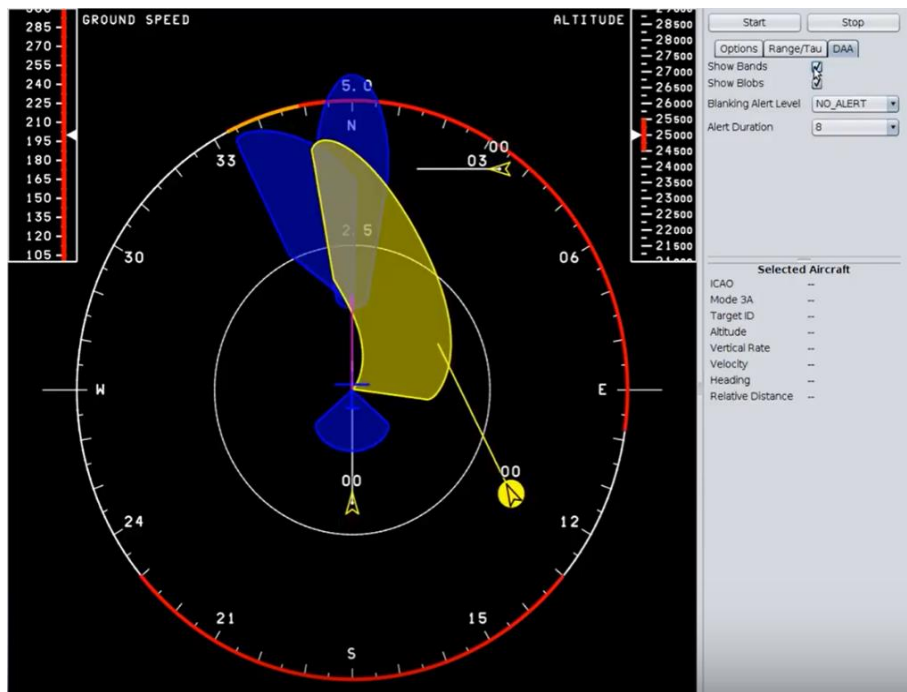 GROUND SPEED
ALTITUDE
285
270
255
240
225
210
195
180
165
150
135
120
105
28500
28000
27500
27000
26500
26000
25500
25000
24500
24000
23500
23000
22500
22000
21500
5.0
N
33
03
00
2.5
30
06
W
E
00
00
24
12
21
15
S
Start
Stop
Options
Range/Tau
DAA
Show Bands
Show Blobs
Blanking Alert Level
NO_ALERT
Alert Duration
8
Selected Aircraft
ICAO --
Mode 3A --
Target ID --
Altitude --
Vertical Rate --
Velocity --
Heading --
Relative Distance --